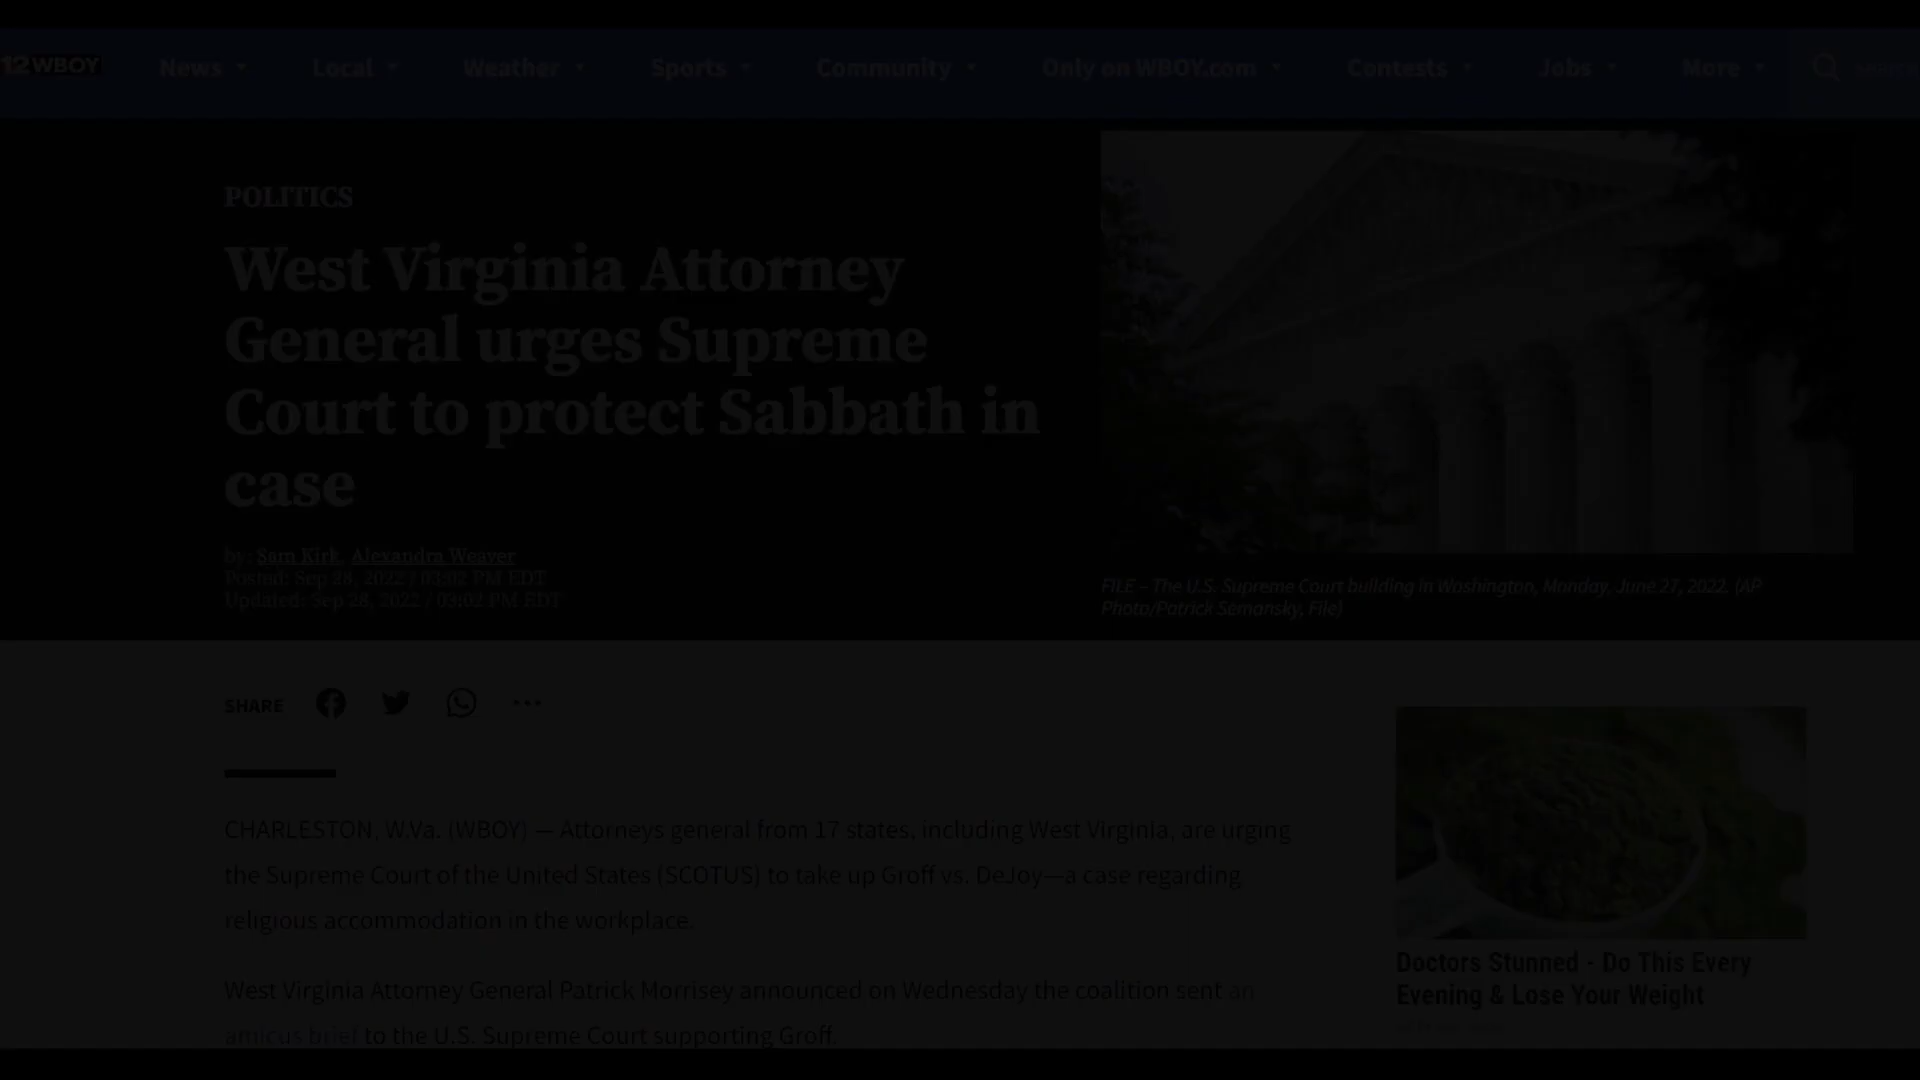 12WBOY
News Local Weather Sports Community Only on WBOY.com Contests Jobs More
POLITICS
West Virginia Attorney
General urges Supreme
Court to protect Sabbath in
case
by: Sam Kirk, Alexandra Weaver
Posted: Sep 28, 2022 / 03:02 PM EDT
Updated: Sep 28, 2022 / 03:02 PM EDT
FILE - The U.S. Supreme Court building in Washington, Monday, June 27, 2022. (AP
Photo/Patrick Semansky, File)
SHARE
CHARLESTON, W.Va. (WBOY) — Attorneys general from 17 states, including West Virginia, are urging
the Supreme Court of the United States (SCOTUS) to take up Groff vs. DeJoy—a case regarding
religious accommodation in the workplace.
West Virginia Attorney General Patrick Morrisey announced on Wednesday the coalition sent an
amicus brief to the U.S. Supreme Court supporting Groff.
Doctors Stunned - Do This Every
Evening & Lose Your Weight